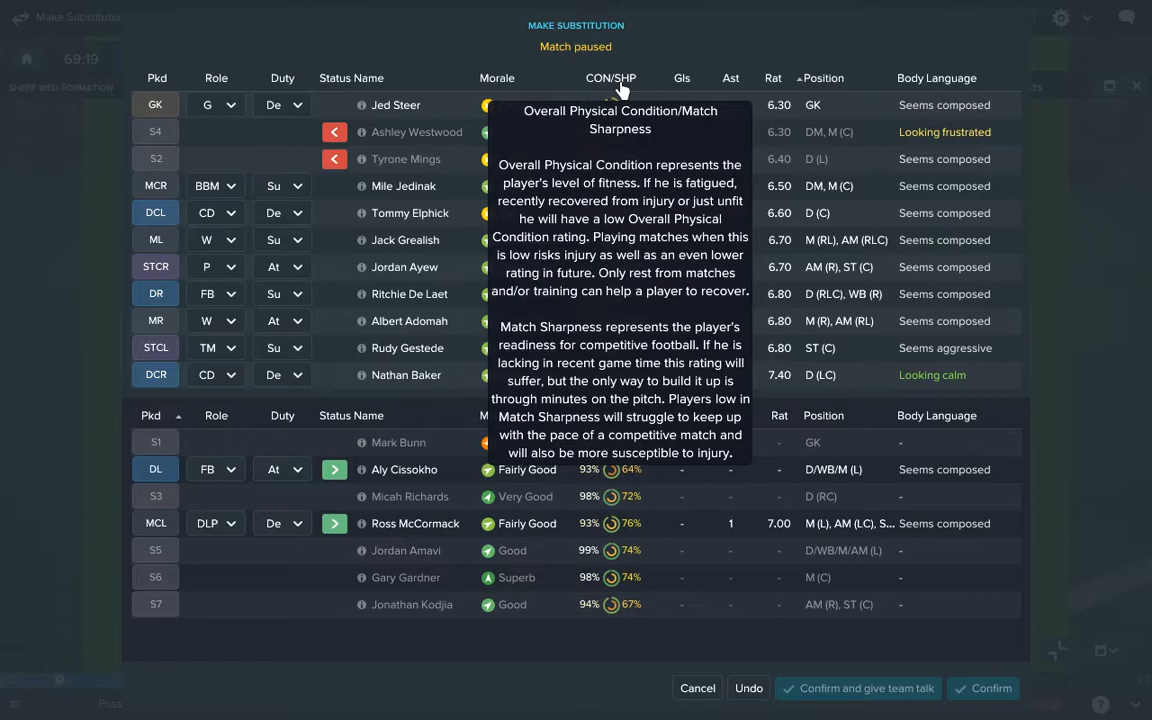 Make Substitutio
MAKE SUBSTITUTION
Match paused
69:19
SHEFF WED FORMATION
Pkd Role Duty Status Name Morale CON/SHP Gls Ast Rat Position Body Language
GK G De Jed Steer 6.30 GK Seems composed
S4 Ashley Westwood 6.30 DM, M (C) Looking frustrated
S2 Tyrone Mings 6.40 D (L) Seems composed
MCR BBM Su Mile Jedinak 6.50 DM, M (C) Seems composed
DCL CD De Tommy Elphick 6.60 D (C) Seems composed
ML W Su Jack Grealish 6.70 M (RL), AM (RLC) Seems composed
STCR P At Jordan Ayew 6.70 AM (R), ST (C) Seems composed
DR FB Su Ritchie De Laet 6.80 D (RLC), WB (R) Seems composed
MR W At Albert Adomah 6.80 M (R), AM (RL) Seems composed
STCL TM Su Rudy Gestede 6.80 ST (C) Seems aggressive
DCR CD De Nathan Baker 7.40 D (LC) Looking calm
Overall Physical Condition/Match
Sharpness
Overall Physical Condition represents the
player's level of fitness. If he is fatigued,
recently recovered from injury or just unfit
he will have a low Overall Physical
Condition rating. Playing matches when this
is low risks injury as well as an even lower
rating in future. Only rest from matches
and/or training can help a player to recover.
Match Sharpness represents the player's
readiness for competitive football. If he is
lacking in recent game time this rating will
suffer, but the only way to build it up is
through minutes on the pitch. Players low in
Match Sharpness will struggle to keep up
with the pace of a competitive match and
will also be more susceptible to injury.
Pkd Role Duty Status Name M Rat Position Body Language
S1 Mark Bunn - GK -
DL FB At Aly Cissokho Fairly Good 93% 64% - - - D/WB/M (L) Seems composed
S3 Micah Richards Very Good 98% 72% - - - D (RC) -
MCL DLP De Ross McCormack Fairly Good 93% 76% - 1 7.00 M (L), AM (LC), S... Seems composed
S5 Jordan Amavi Good 99% 74% - - - D/WB/M/AM (L) -
S6 Gary Gardner Superb 98% 74% - - - M (C) -
S7 Jonathan Kodjia Good 94% 67% - - - AM (R), ST (C) -
Cancel Undo Confirm and give team talk Confirm
Poss